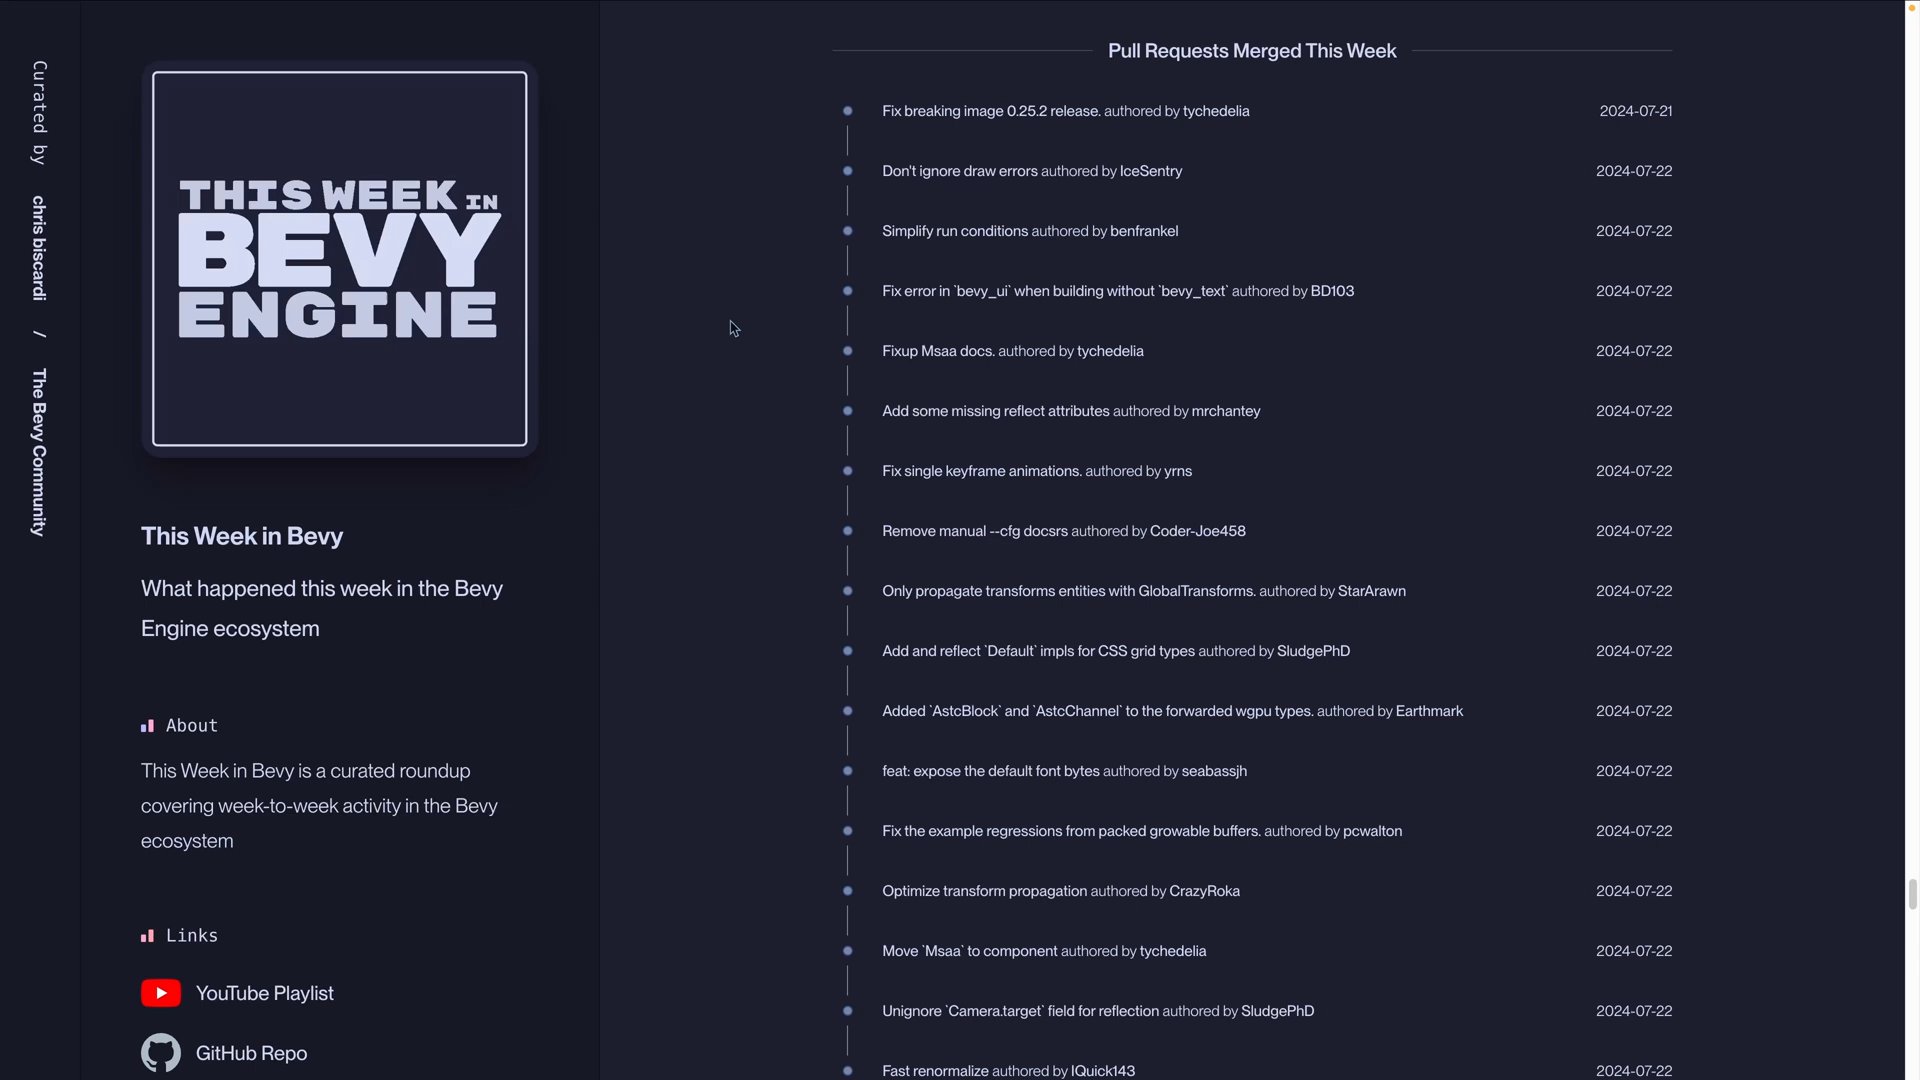 Curated by chris biscardi / The Bevy Community
THIS WEEK IN
BEVY
ENGINE
This Week in Bevy
What happened this week in the Bevy
Engine ecosystem
About
This Week in Bevy is a curated roundup
covering week-to-week activity in the Bevy
ecosystem
Links
YouTube Playlist
GitHub Repo
Pull Requests Merged This Week
Fix breaking image 0.25.2 release. authored by tychedelia 2024-07-21
Don't ignore draw errors authored by IceSentry 2024-07-22
Simplify run conditions authored by benfrankel 2024-07-22
Fix error in `bevy_ui` when building without `bevy_text` authored by BD103 2024-07-22
Fixup Msaa docs. authored by tychedelia 2024-07-22
Add some missing reflect attributes authored by mrchantey 2024-07-22
Fix single keyframe animations. authored by yrns 2024-07-22
Remove manual --cfg docsrs authored by Coder-Joe458 2024-07-22
Only propagate transforms entities with GlobalTransforms. authored by StarArawn 2024-07-22
Add and reflect `Default` impls for CSS grid types authored by SludgePhD 2024-07-22
Added `AstcBlock` and `AstcChannel` to the forwarded wgpu types. authored by Earthmark 2024-07-22
feat: expose the default font bytes authored by seabassjh 2024-07-22
Fix the example regressions from packed growable buffers. authored by pcwalton 2024-07-22
Optimize transform propagation authored by CrazyRoka 2024-07-22
Move `Msaa` to component authored by tychedelia 2024-07-22
Unignore `Camera.target` field for reflection authored by SludgePhD 2024-07-22
Fast renormalize authored by IQuick143 2024-07-22